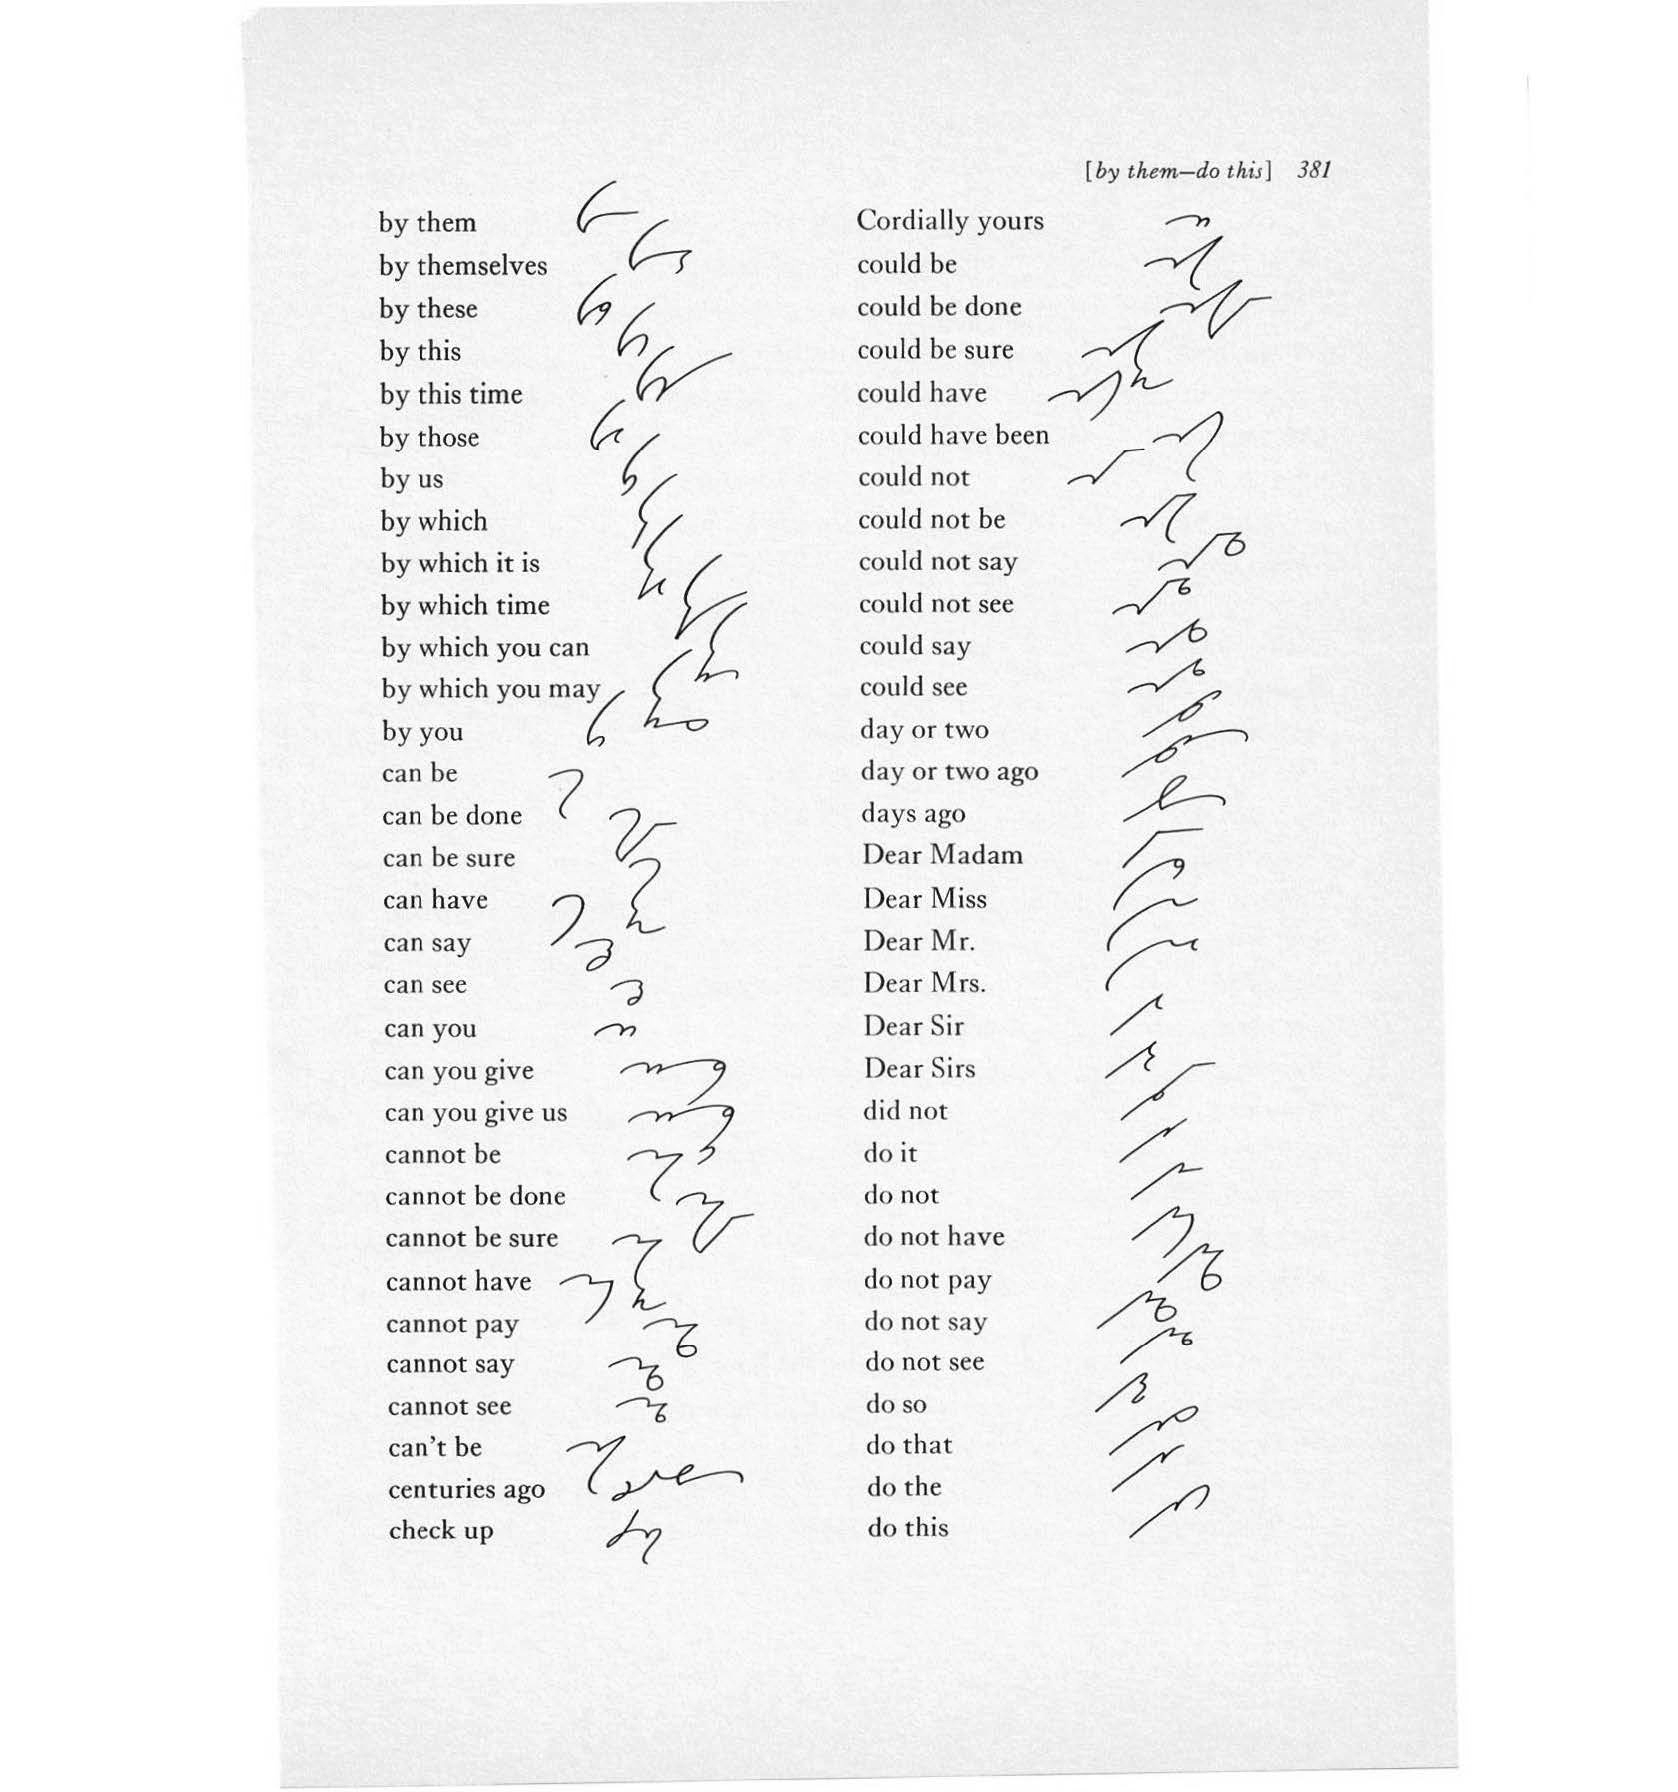 [by them–do this] 381
by them
by themselves
by these
by this
by this time
by those
by us
by which
by which it is
by which time
by which you can
by which you may
by you
can be
can be done
can be sure
can have
can say
can see
can you
can you give
can you give us
cannot be
cannot be done
cannot be sure
cannot have
cannot pay
cannot say
cannot see
can't be
centuries ago
check up
Cordially yours
could be
could be done
could be sure
could have
could have been
could not
could not be
could not say
could not see
could say
could see
day or two
day or two ago
days ago
Dear Madam
Dear Miss
Dear Mr.
Dear Mrs.
Dear Sir
Dear Sirs
did not
do it
do not
do not have
do not pay
do not say
do not see
do so
do that
do the
do this